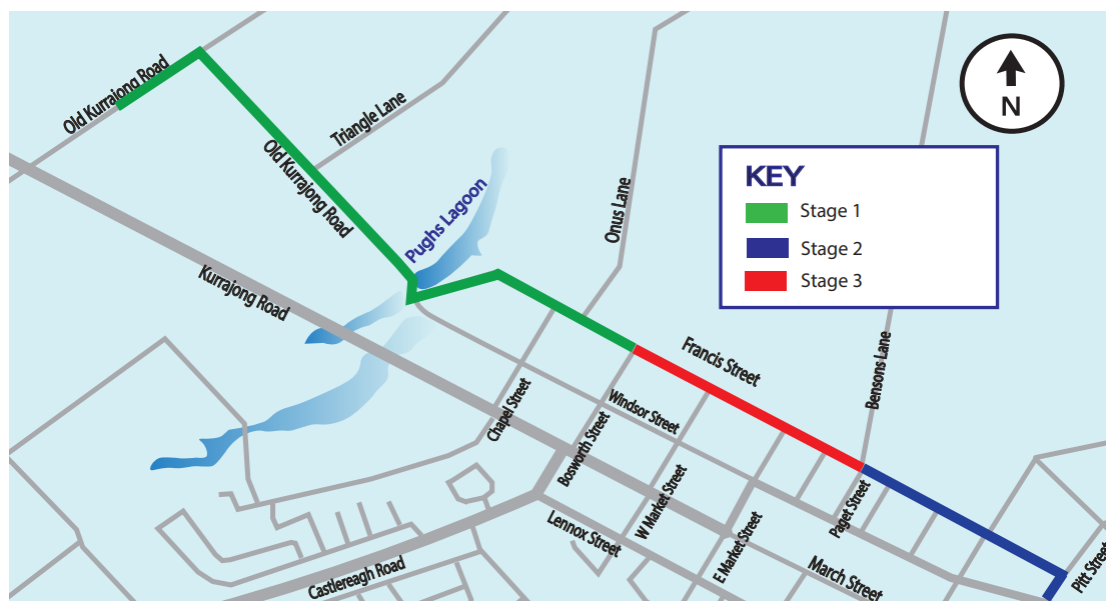 Old Kurrajong Road
Triangle Lane
Old Kurrajong Road
Pughs Lagoon
Onus Lane
N
KEY
Stage 1
Stage 2
Stage 3
Kurrajong Road
Francis Street
Bensons Lane
Chapel Street
Windsor Street
Bosworth Street
W Market Street
Paget Street
Lennox Street
E Market Street
March Street
Pitt Street
Castlereagh Road